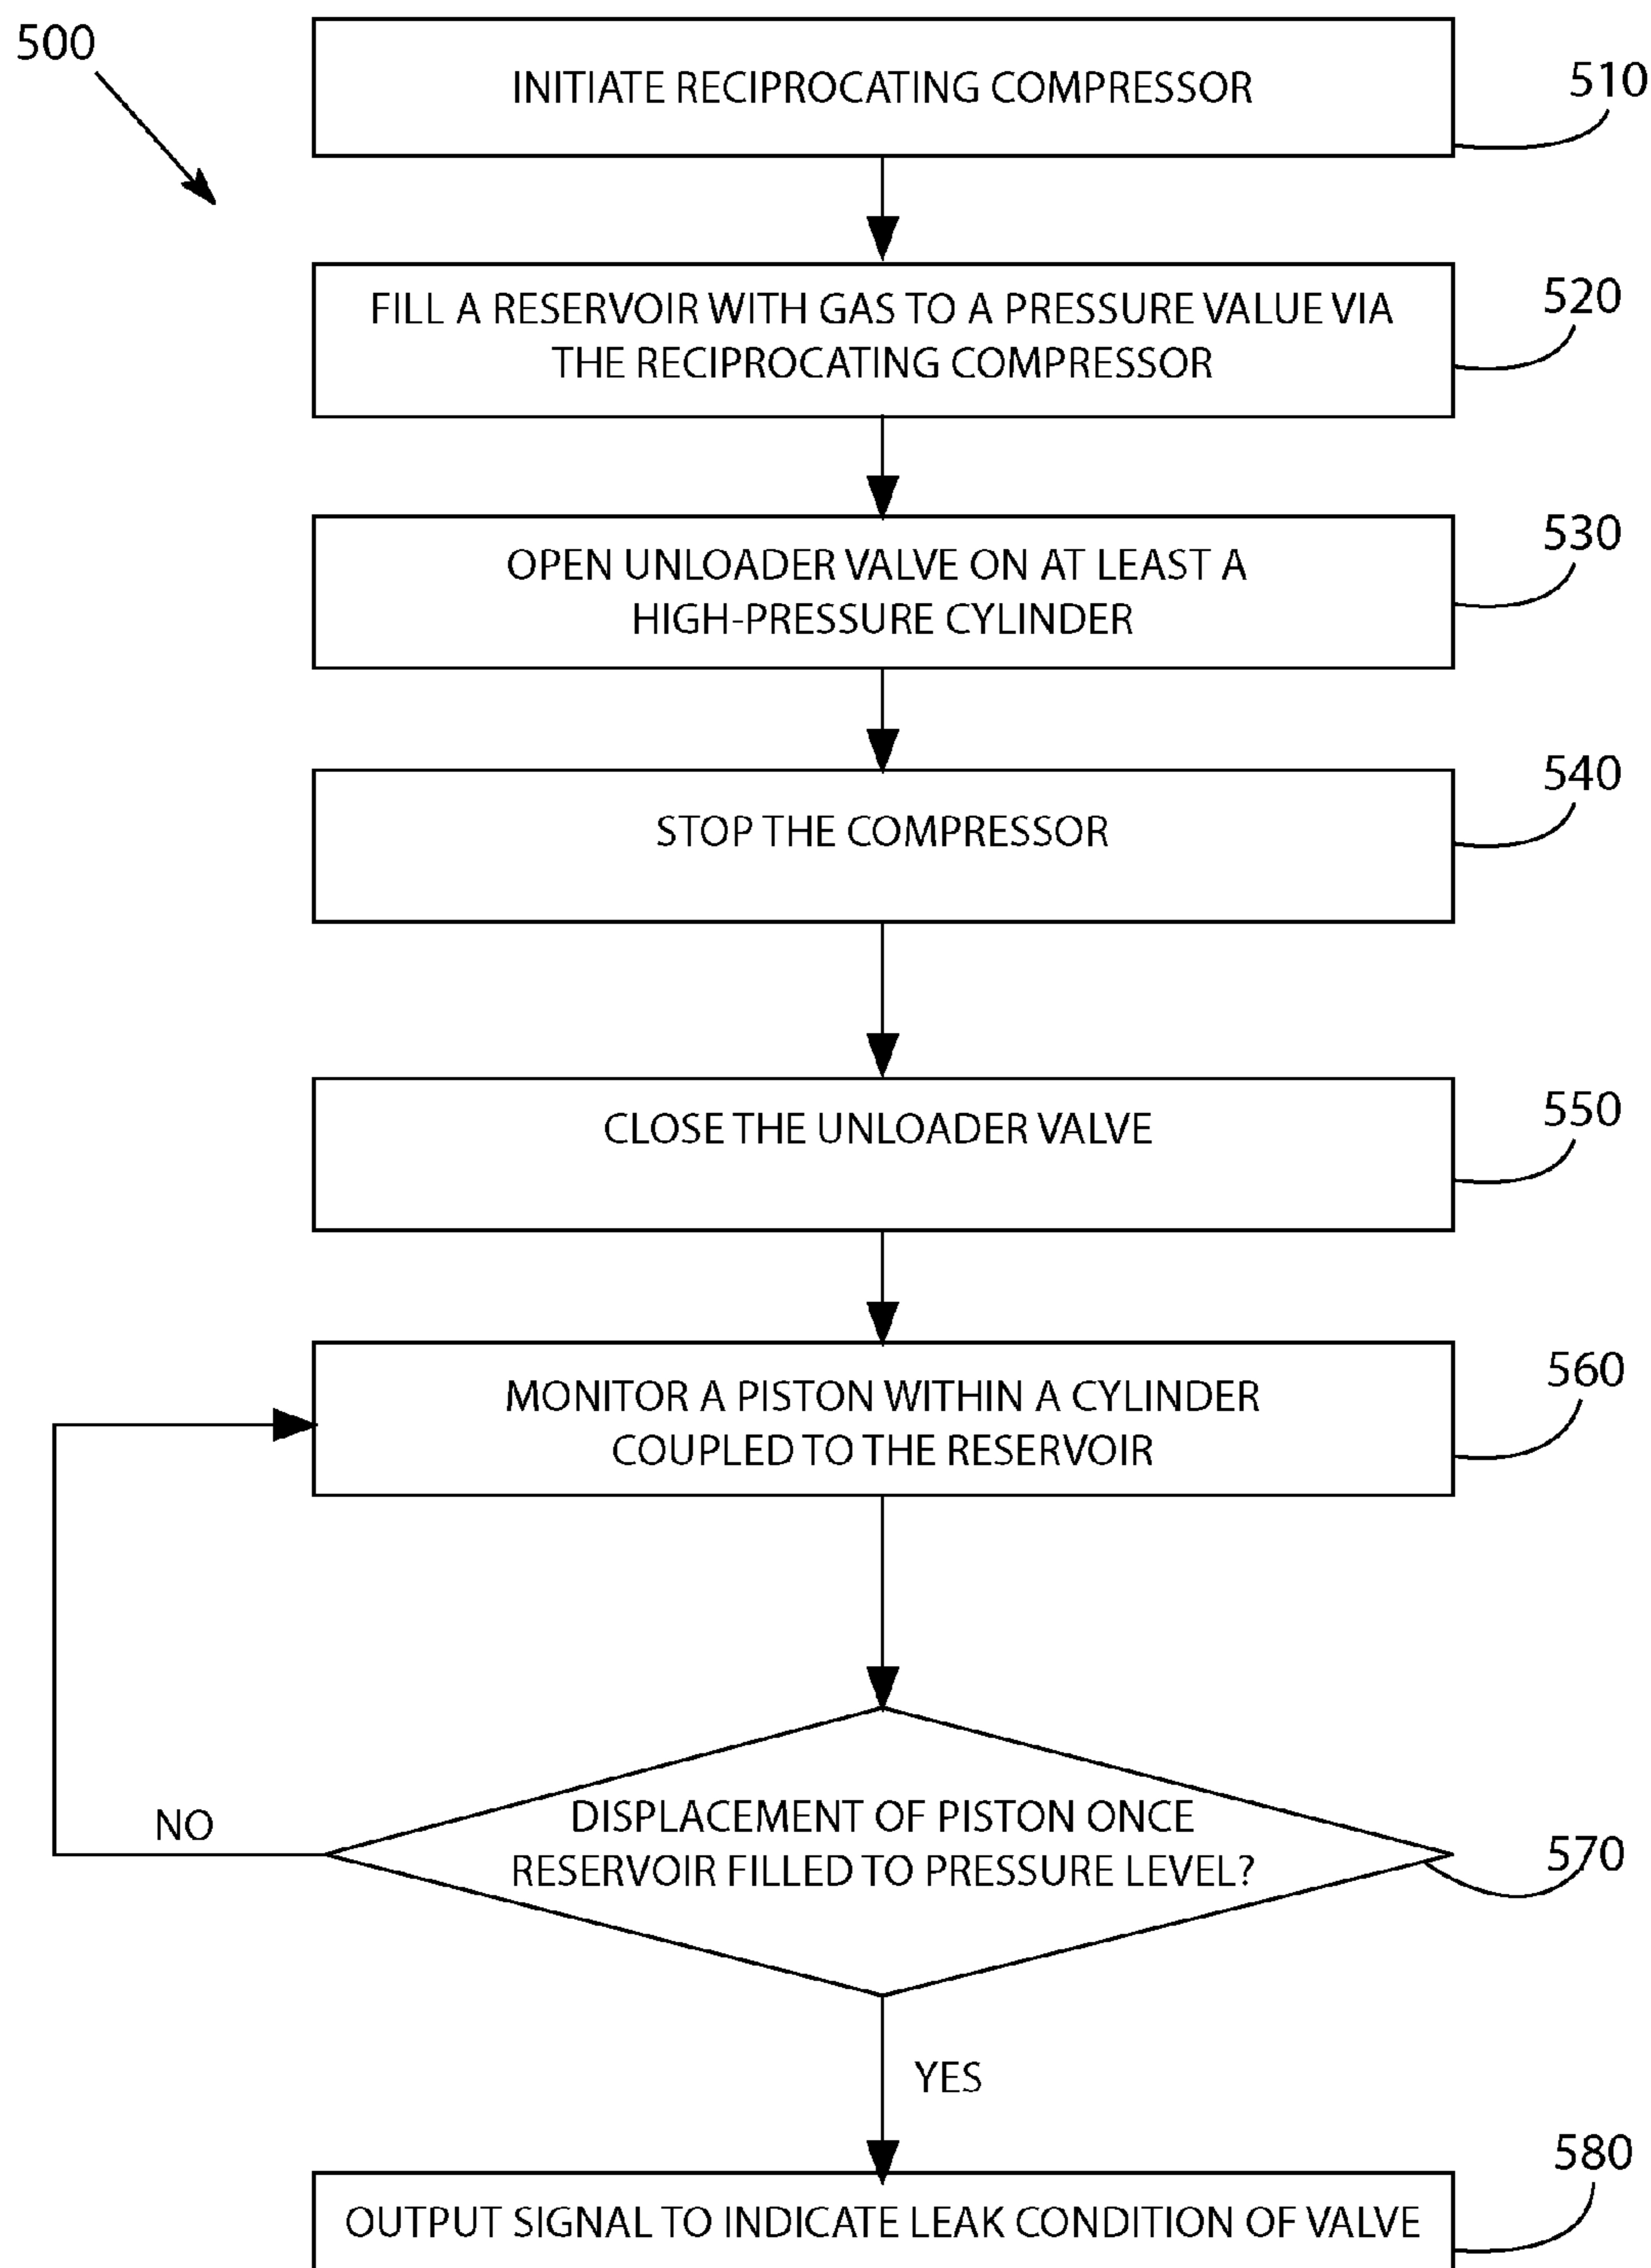 500
INITIATE RECIPROCATING COMPRESSOR
510
FILL A RESERVOIR WITH GAS TO A PRESSURE VALUE VIA
THE RECIPROCATING COMPRESSOR
520
OPEN UNLOADER VALVE ON AT LEAST A
HIGH-PRESSURE CYLINDER
530
STOP THE COMPRESSOR
540
CLOSE THE UNLOADER VALVE
550
MONITOR A PISTON WITHIN A CYLINDER
COUPLED TO THE RESERVOIR
560
DISPLACEMENT OF PISTON ONCE
RESERVOIR FILLED TO PRESSURE LEVEL?
570
NO
YES
OUTPUT SIGNAL TO INDICATE LEAK CONDITION OF VALVE
580